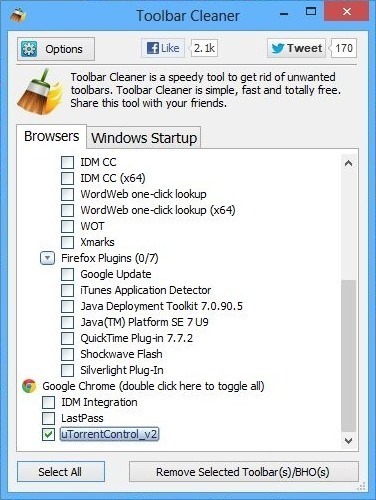 Toolbar Cleaner
Options
Like 2.1k
Tweet 170
Toolbar Cleaner is a speedy tool to get rid of unwanted
toolbars. Toolbar Cleaner is simple, fast and totally free.
Share this tool with your friends.
Browsers Windows Startup
IDM CC
IDM CC (x64)
WordWeb one-click lookup
WordWeb one-click lookup (x64)
WOT
Xmarks
Firefox Plugins (0/7)
Google Update
iTunes Application Detector
Java Deployment Toolkit 7.0.90.5
Java(TM) Platform SE 7 U9
QuickTime Plug-in 7.7.2
Shockwave Flash
Silverlight Plug-In
Google Chrome (double click here to toggle all)
IDM Integration
LastPass
uTorrentControl_v2
Select All Remove Selected Toolbar(s)/BHO(s)